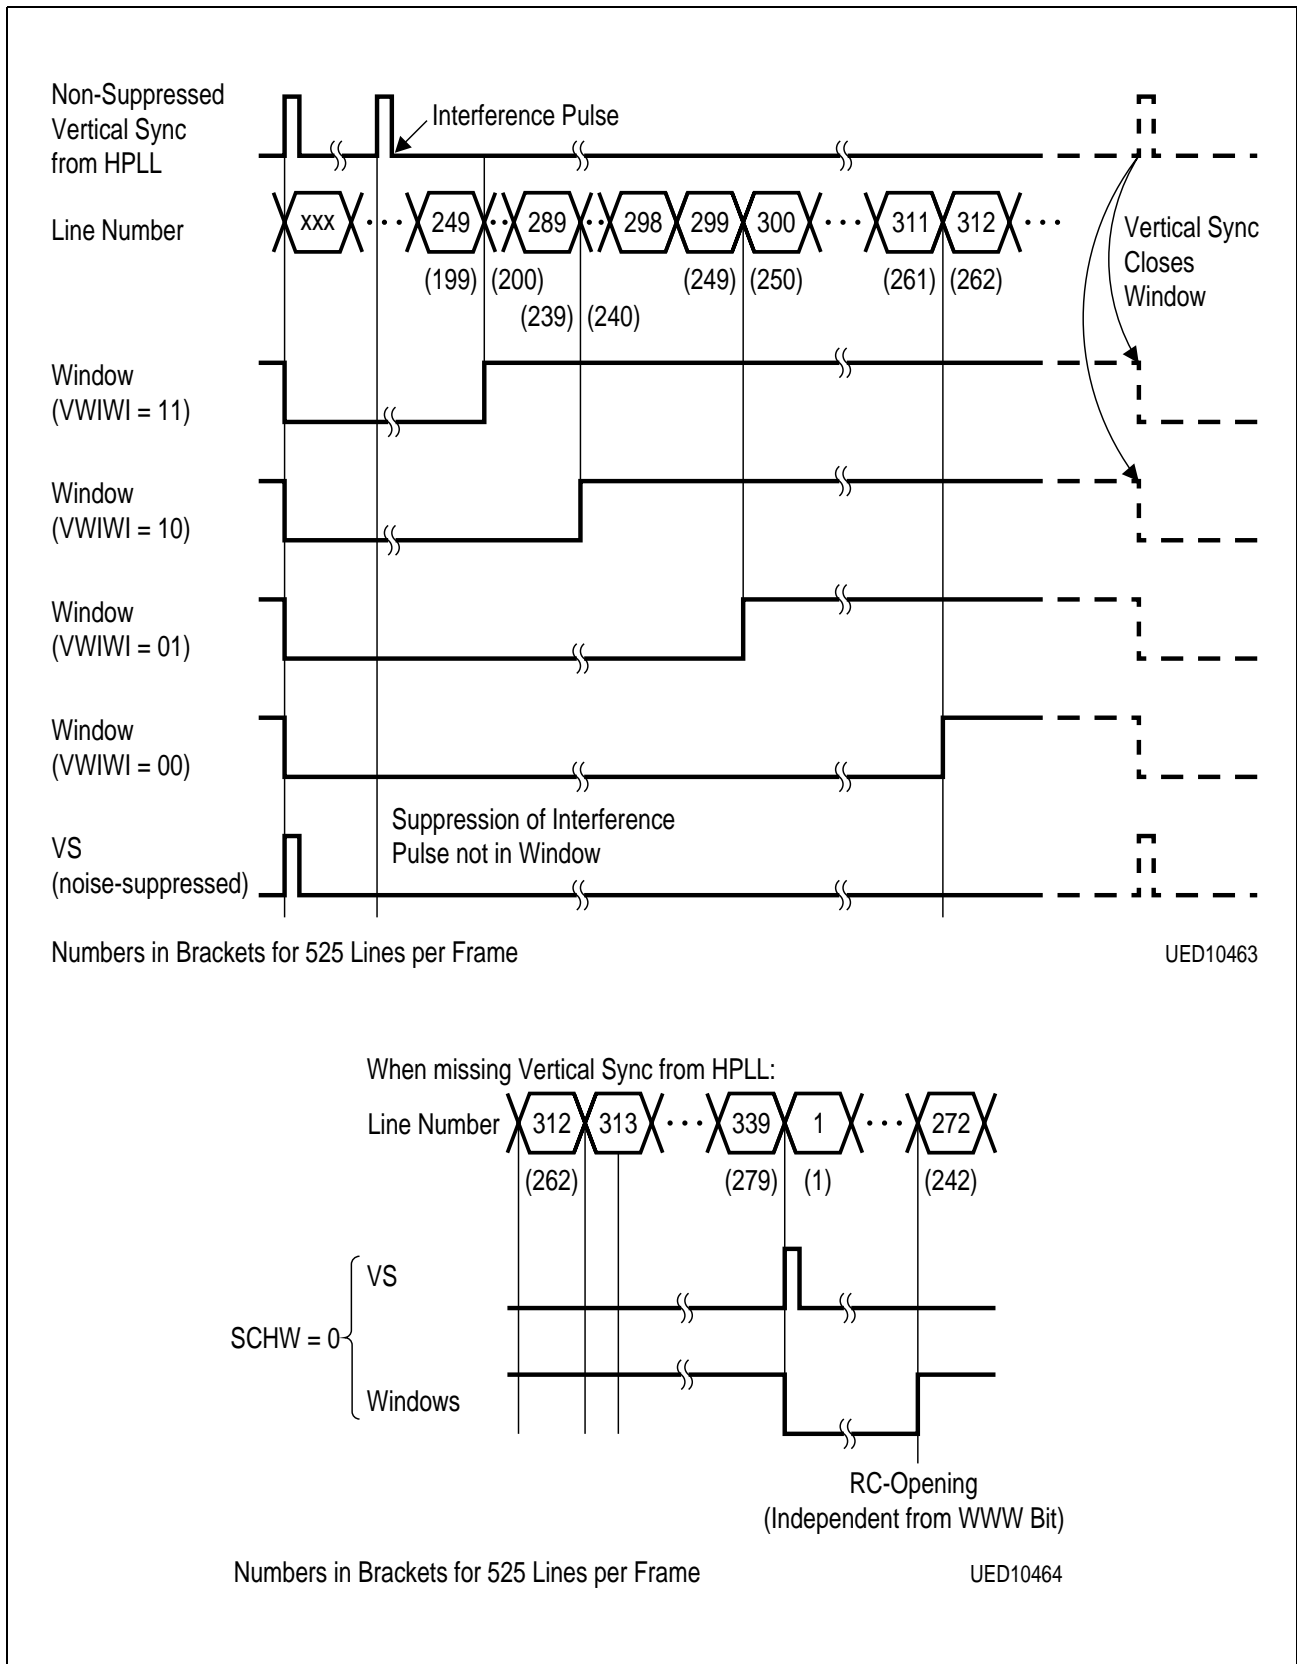 Non-Suppressed
Vertical Sync
from HPLL
Interference Pulse
Line Number
xxx ··· 249 ·· 289 ·· 298 299 300 ··· 311 312 ···
(199) (200) (249) (250) (261) (262)
(239) (240)
Vertical Sync
Closes
Window
Window
(VWIWI = 11)
Window
(VWIWI = 10)
Window
(VWIWI = 01)
Window
(VWIWI = 00)
Suppression of Interference
Pulse not in Window
VS
(noise-suppressed)
Numbers in Brackets for 525 Lines per Frame
UED10463
When missing Vertical Sync from HPLL:
Line Number 312 313 ··· 339 1 ··· 272
(262) (279) (1) (242)
VS
SCHW = 0
Windows
RC-Opening
(Independent from WWW Bit)
Numbers in Brackets for 525 Lines per Frame
UED10464